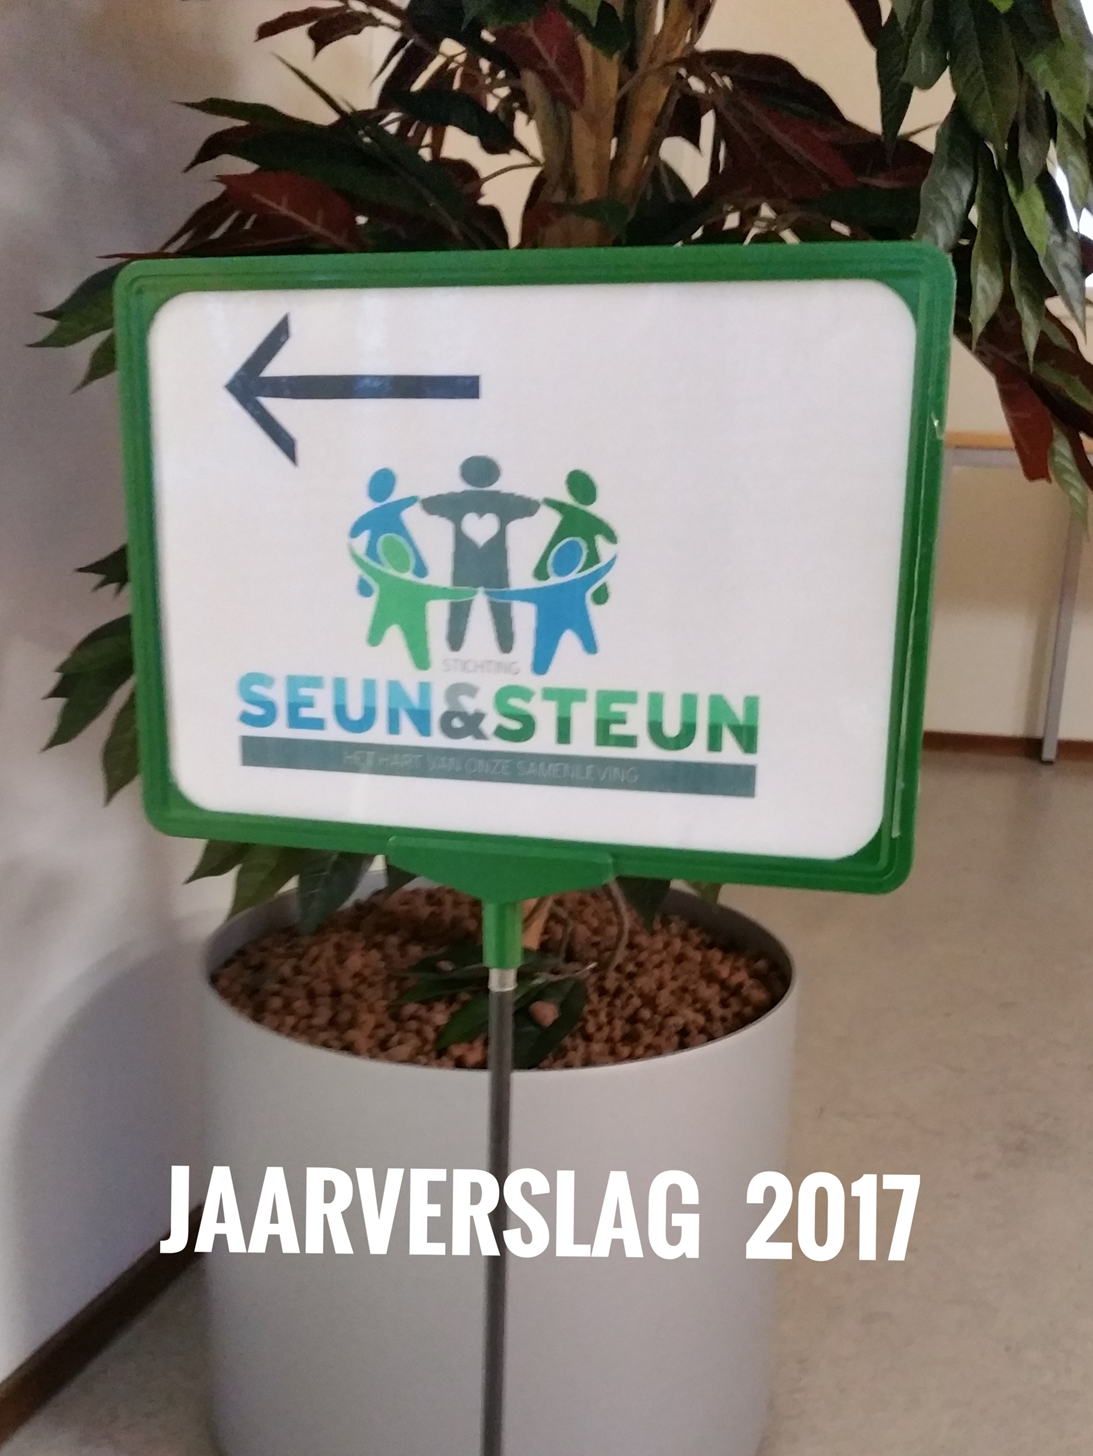 STICHTING
SEUN&STEUN
HET HART VAN ONZE SAMENLEVING
JAARVERSLAG 2017